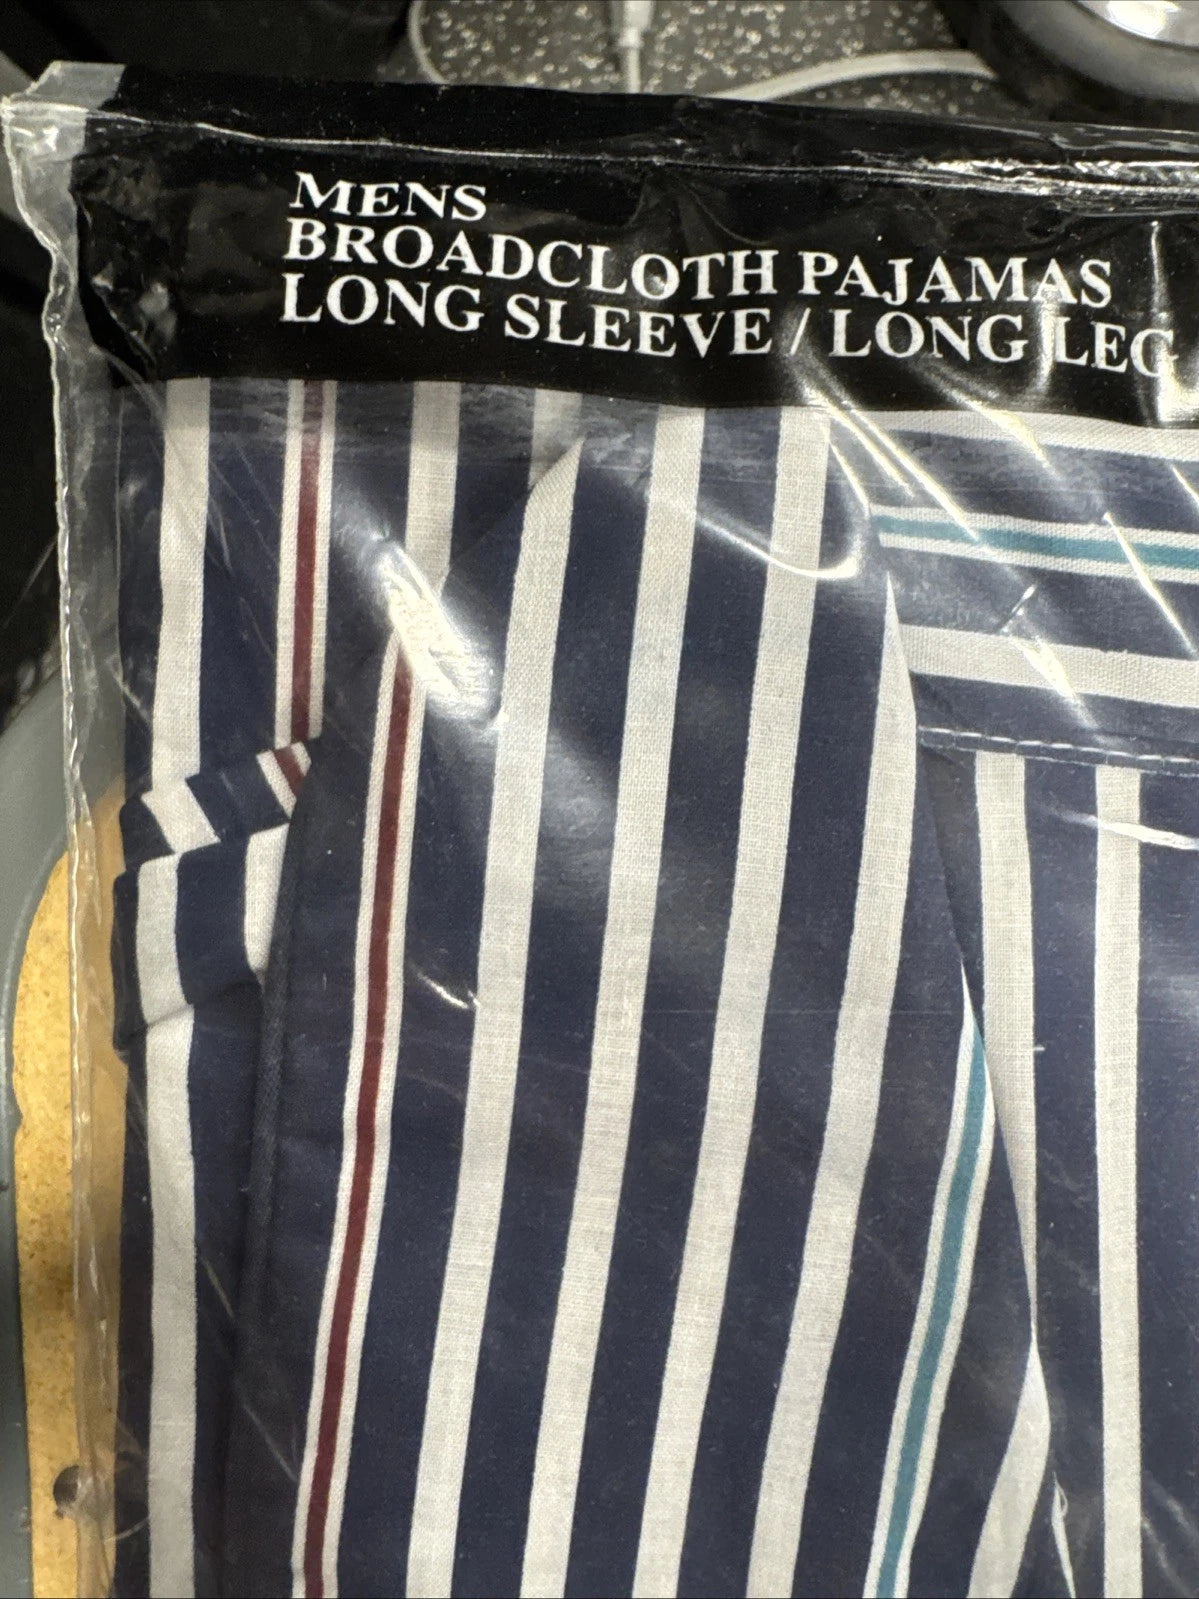 MENS
BROADCLOTH PAJAMAS
LONG SLEEVE / LONG LEG